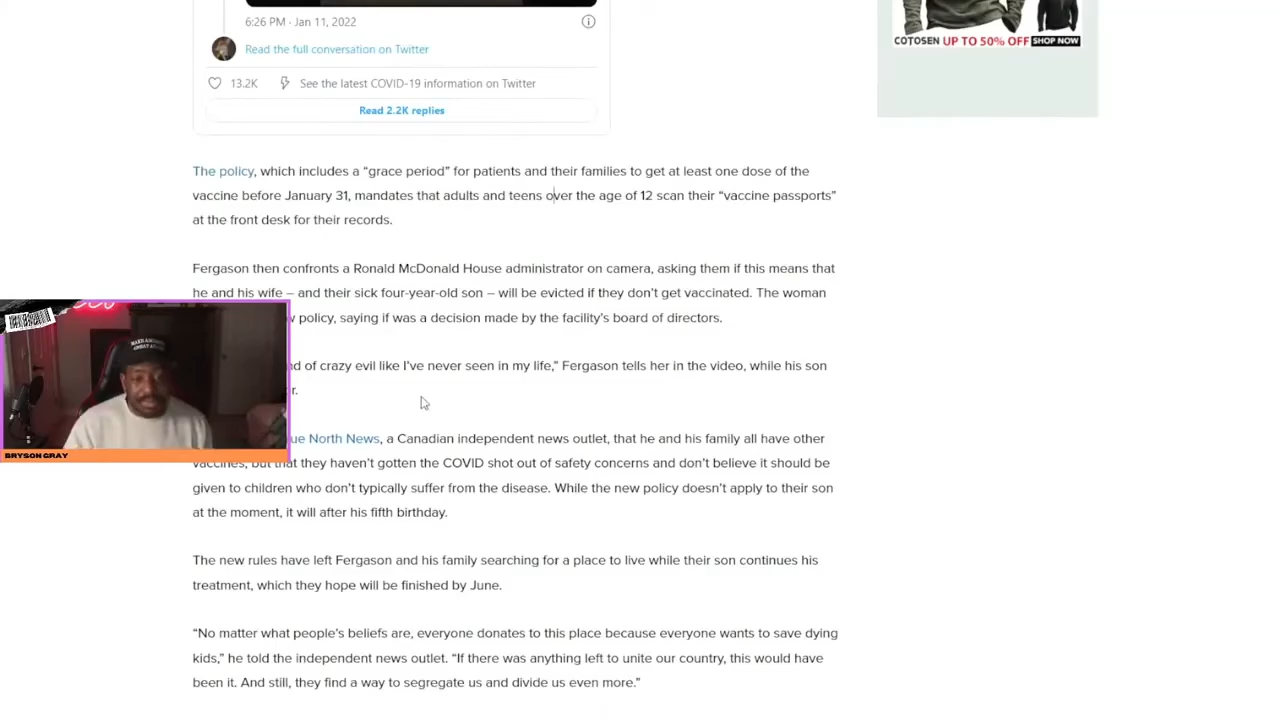 6:26 PM · Jan 11, 2022
Read the full conversation on Twitter
13.2K See the latest COVID-19 information on Twitter
Read 2.2K replies
COTOSEN UP TO 50% OFF SHOP NOW
The policy, which includes a “grace period” for patients and their families to get at least one dose of the
vaccine before January 31, mandates that adults and teens over the age of 12 scan their “vaccine passports”
at the front desk for their records.
Ferguson then confronts a Ronald McDonald House administrator on camera, asking them if this means that
he and his wife – and their sick four-year-old son – will be evicted if they don’t get vaccinated. The woman
policy, saying if was a decision made by the facility’s board of directors.
of crazy evil like I’ve never seen in my life,” Fergason tells her in the video, while his son
North News, a Canadian independent news outlet, that he and his family all have other
vaccines, but that they haven’t gotten the COVID shot out of safety concerns and don’t believe it should be
given to children who don’t typically suffer from the disease. While the new policy doesn’t apply to their son
at the moment, it will after his fifth birthday.
The new rules have left Fergason and his family searching for a place to live while their son continues his
treatment, which they hope will be finished by June.
“No matter what people’s beliefs are, everyone donates to this place because everyone wants to save dying
kids,” he told the independent news outlet. “If there was anything left to unite our country, this would have
been it. And still, they find a way to segregate us and divide us even more.”
MAKE AMERICA
GREAT AGAIN
BRYSON GRAY